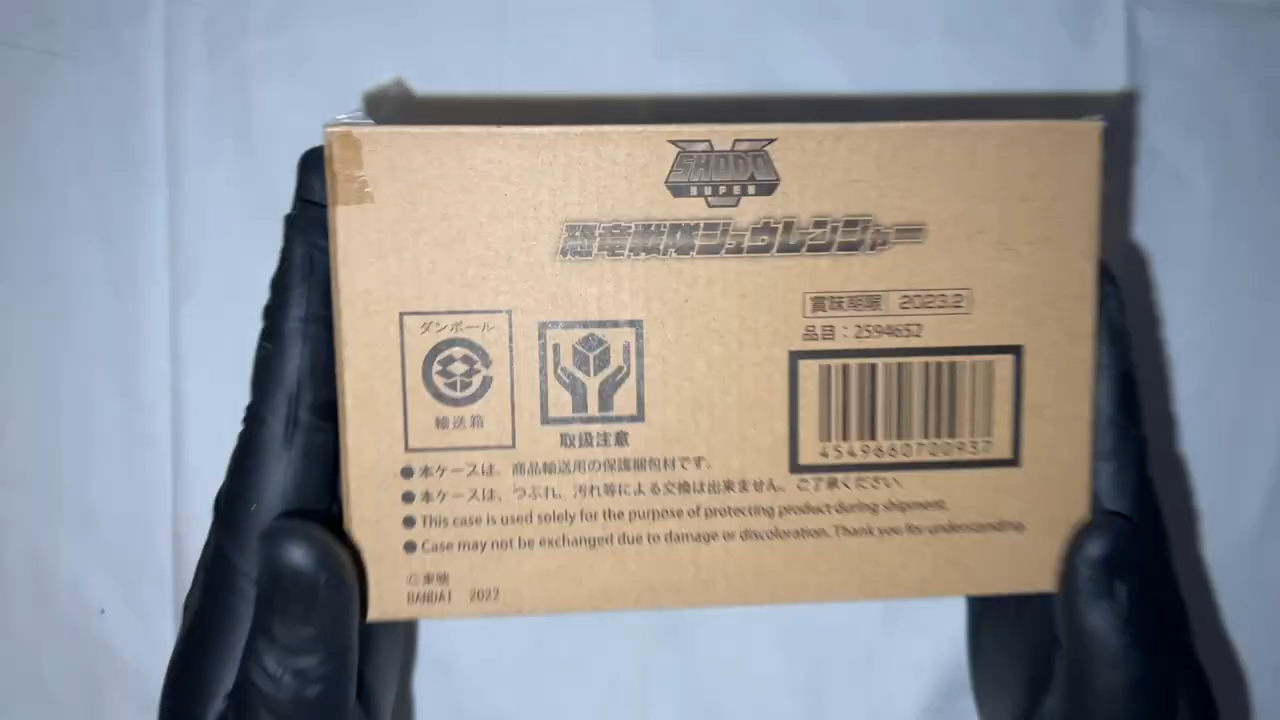 SHODO
SUPER
恐竜戦隊ジュウレンジャー
賞味期限 2023.2
品目：2594652
ダンボール
輸送箱
取扱注意
4549660700937
●本ケースは、商品輸送用の保護梱包材です。
●本ケースは、つぶれ、汚れ等による交換は出来ません。ご了承ください。
●This case is used solely for the purpose of protecting product during shipment.
●Case may not be exchanged due to damage or discoloration. Thank you for understanding.
©東映
BANDAI 2022